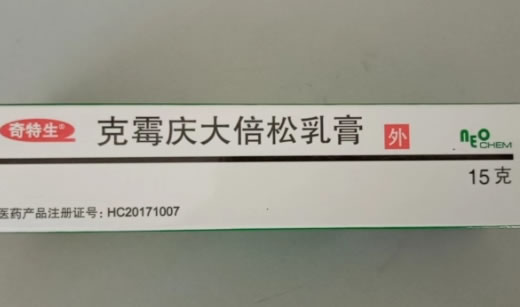 奇特生® 克霉庆大倍松乳膏 外 neo CHEM
15克
医药产品注册证号：HC20171007